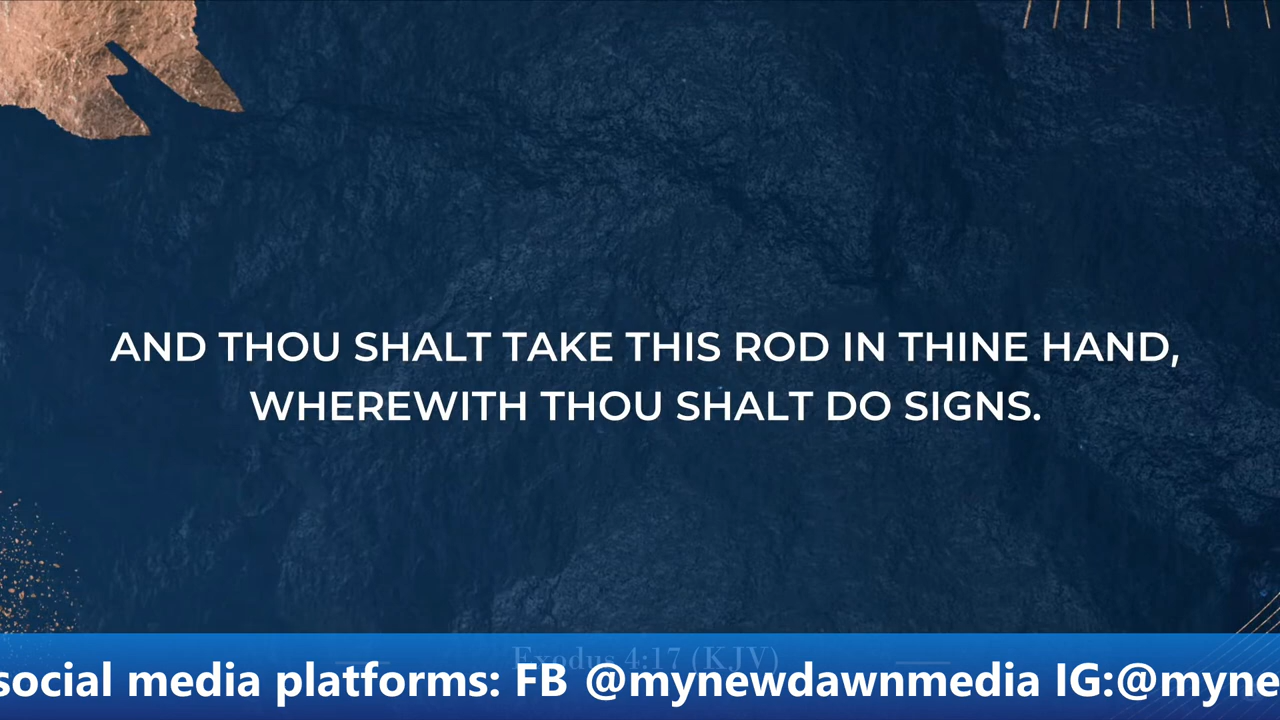 AND THOU SHALT TAKE THIS ROD IN THINE HAND,
WHEREWITH THOU SHALT DO SIGNS.
Exodus 4:17 (KJV)
social media platforms: FB @mynewdawnmedia IG:@myne